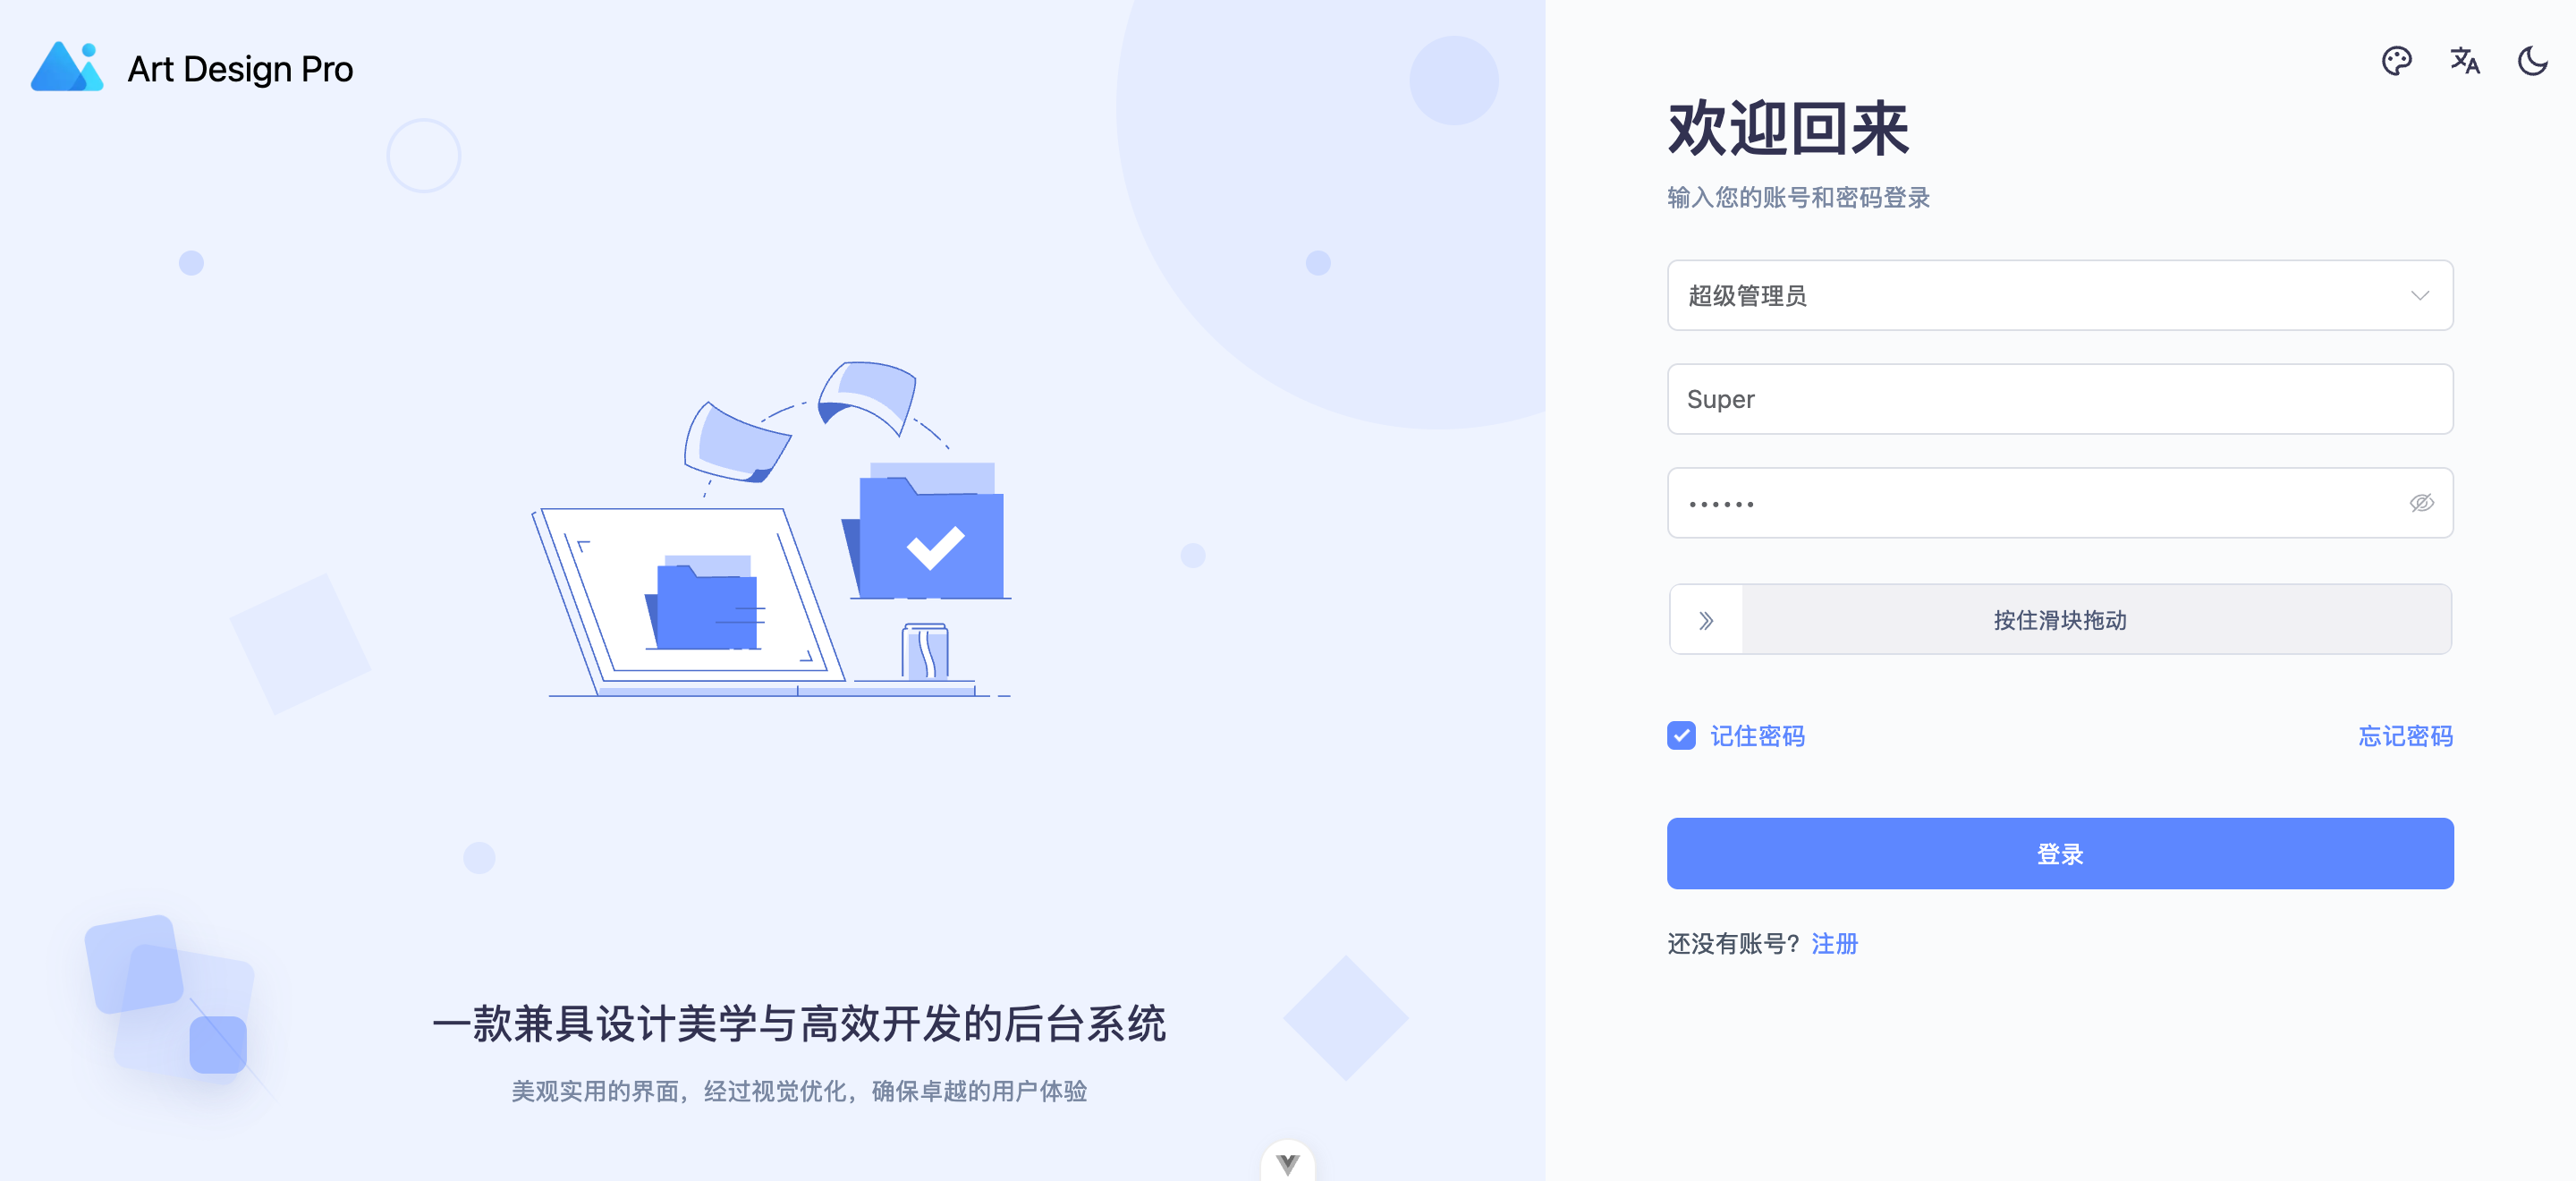 Art Design Pro
一款兼具设计美学与高效开发的后台系统
美观实用的界面，经过视觉优化，确保卓越的用户体验
欢迎回来
输入您的账号和密码登录
超级管理员
Super
••••••
按住滑块拖动
记住密码
忘记密码
登录
还没有账号？注册